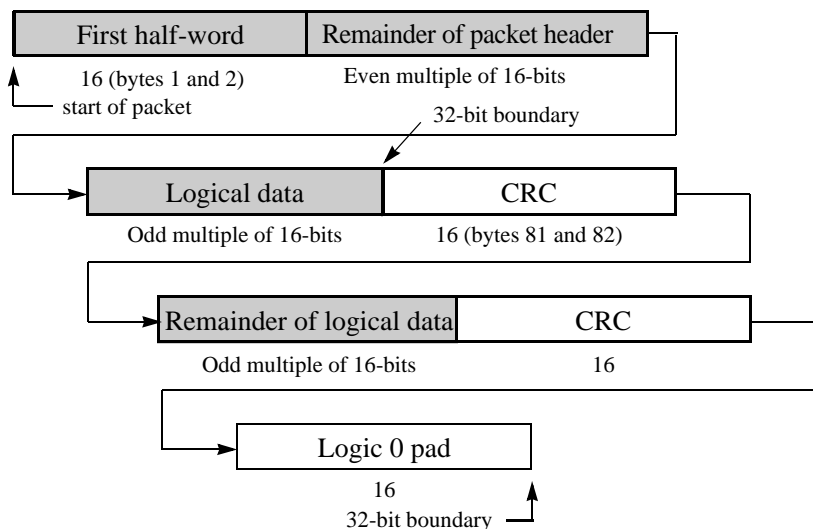 First half-word Remainder of packet header
16 (bytes 1 and 2) Even multiple of 16-bits
start of packet
32-bit boundary
Logical data CRC
Odd multiple of 16-bits 16 (bytes 81 and 82)
Remainder of logical data CRC
Odd multiple of 16-bits 16
Logic 0 pad
16
32-bit boundary